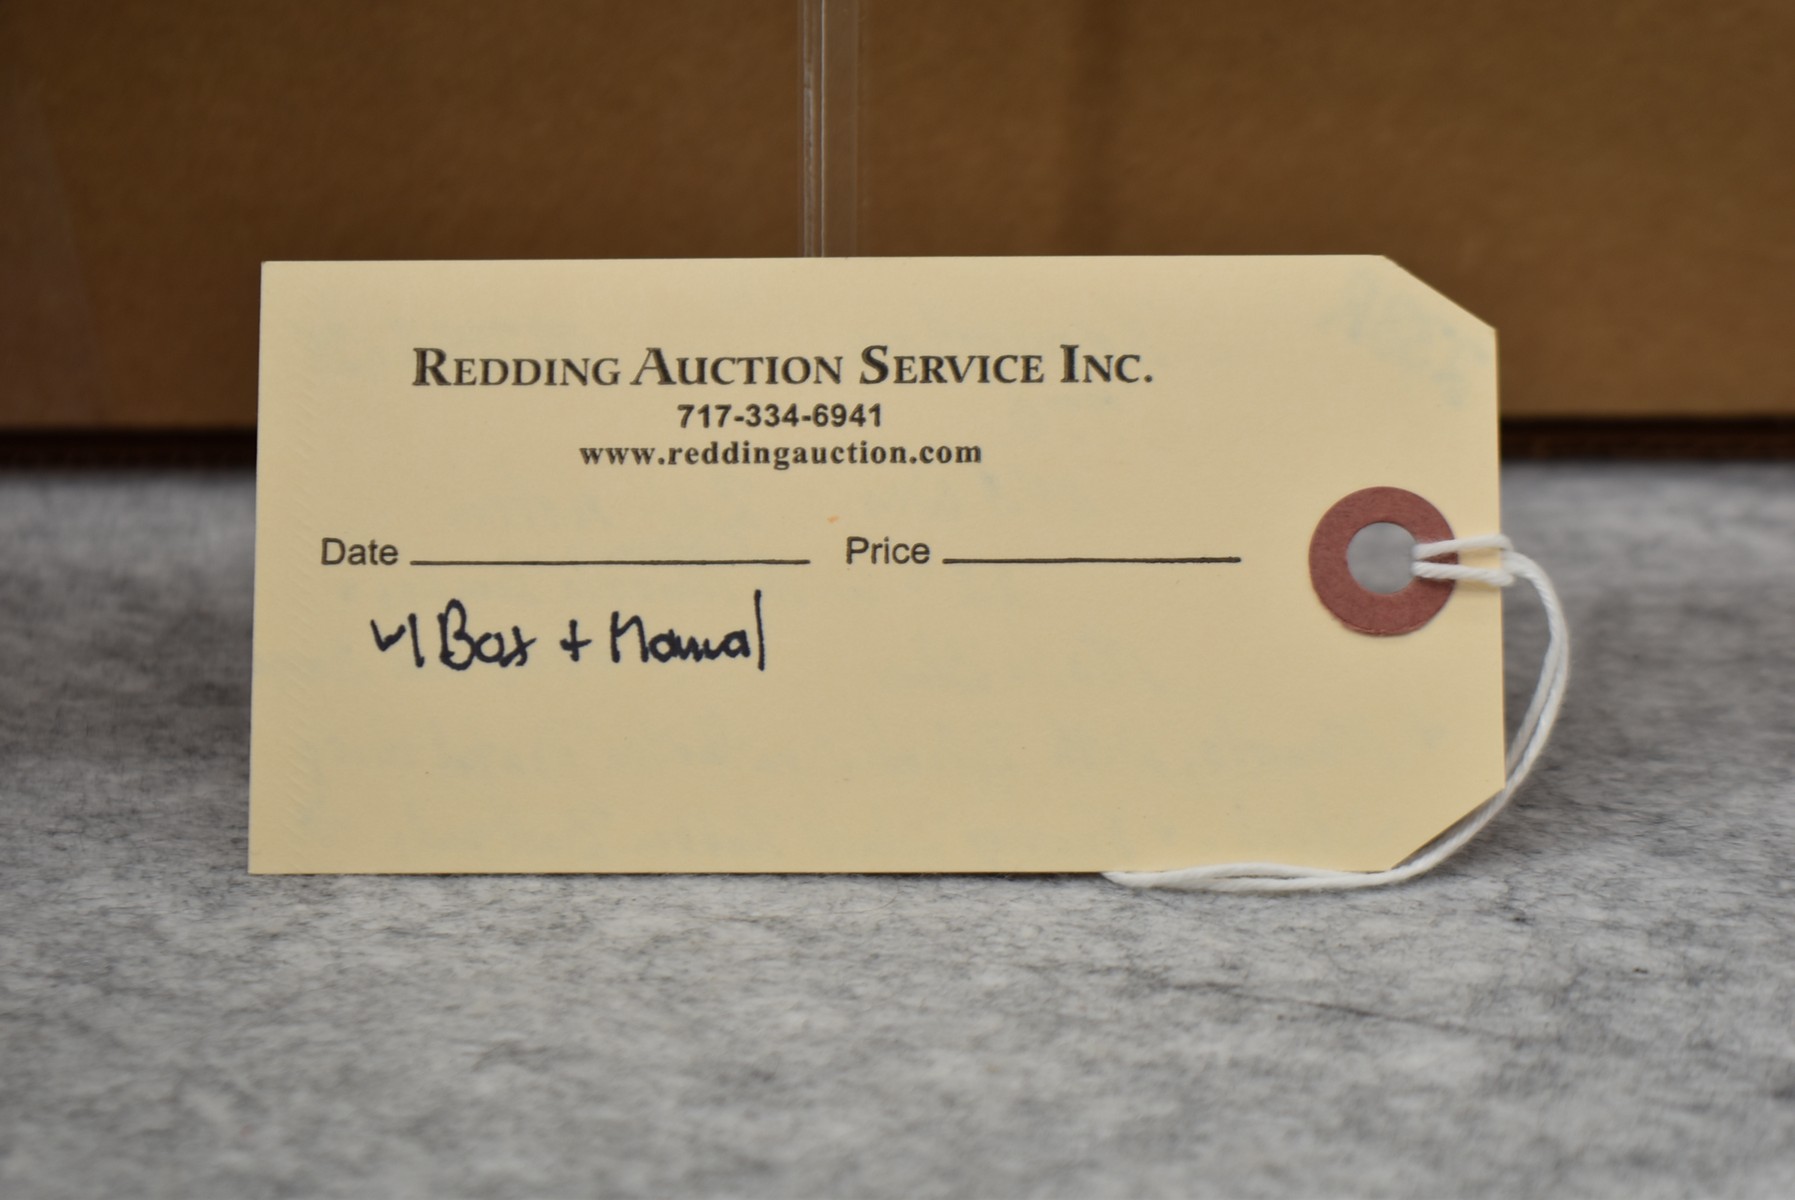 REDDING AUCTION SERVICE INC.
717-334-6941
www.reddingauction.com
Date Price
w/ Box + Manual